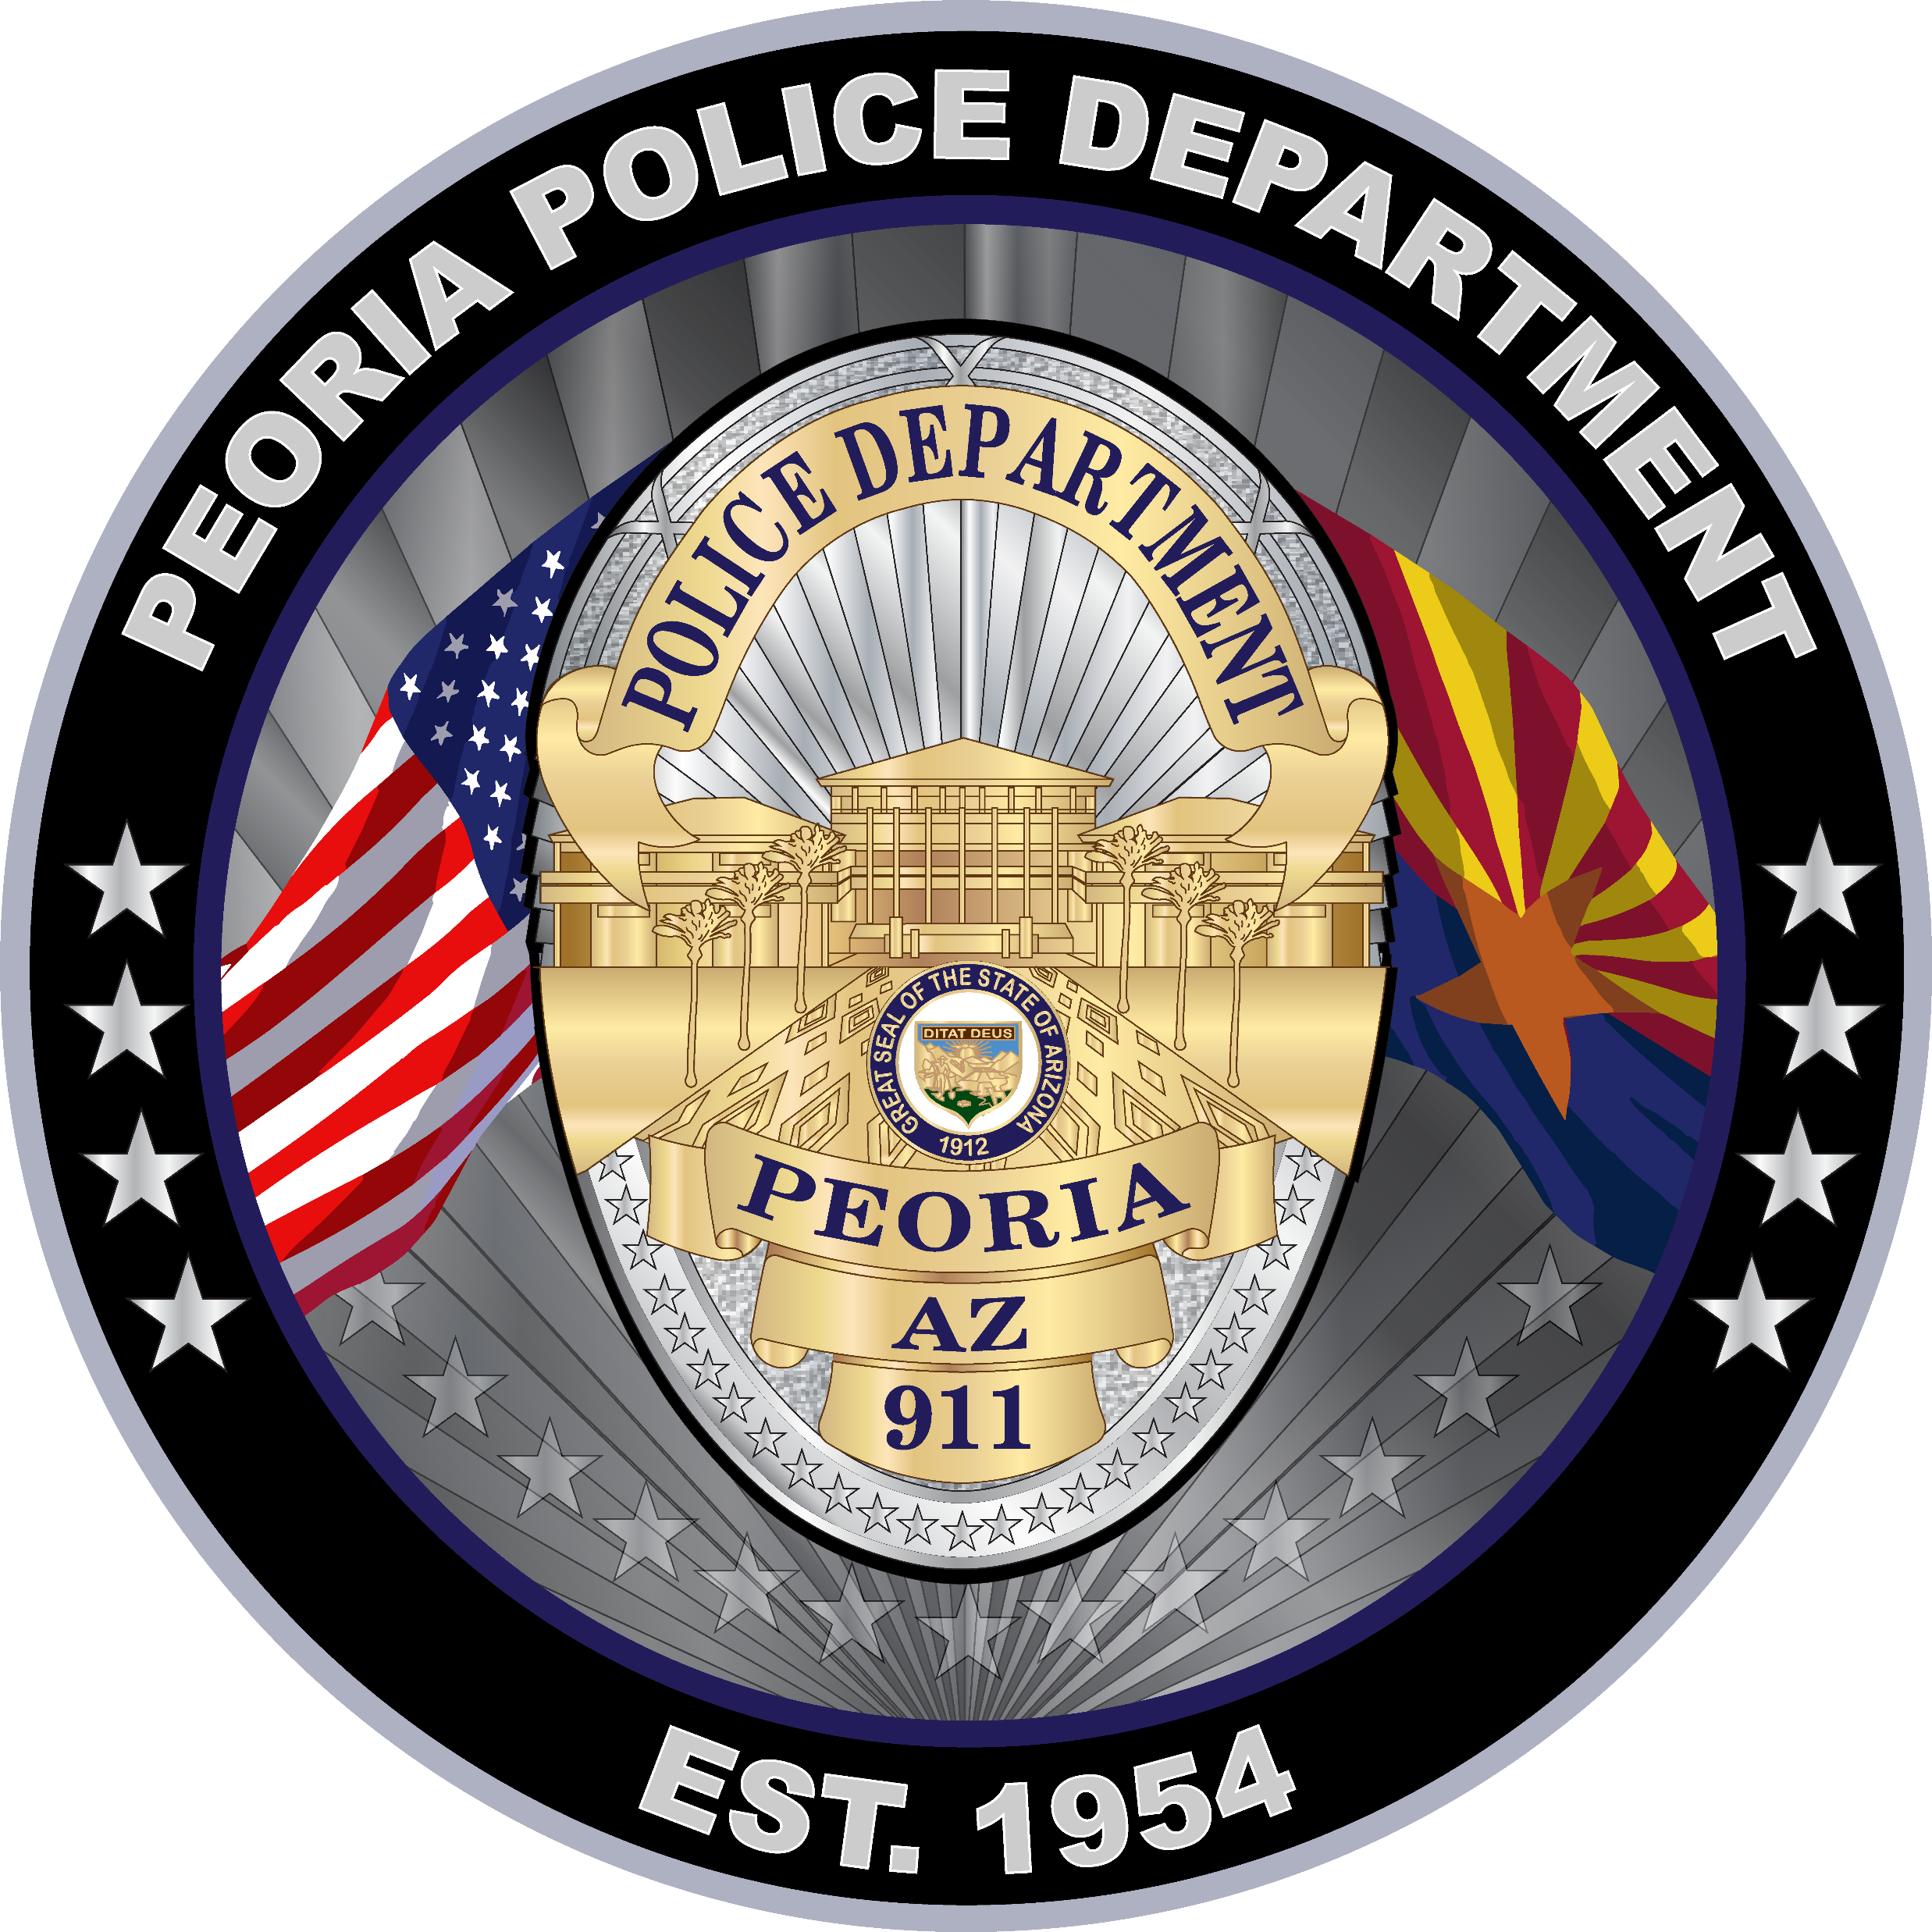 PEORIA POLICE DEPARTMENT
POLICE DEPARTMENT
GREAT SEAL OF THE STATE OF ARIZONA
DITAT DEUS
1912
PEORIA
AZ
911
EST. 1954